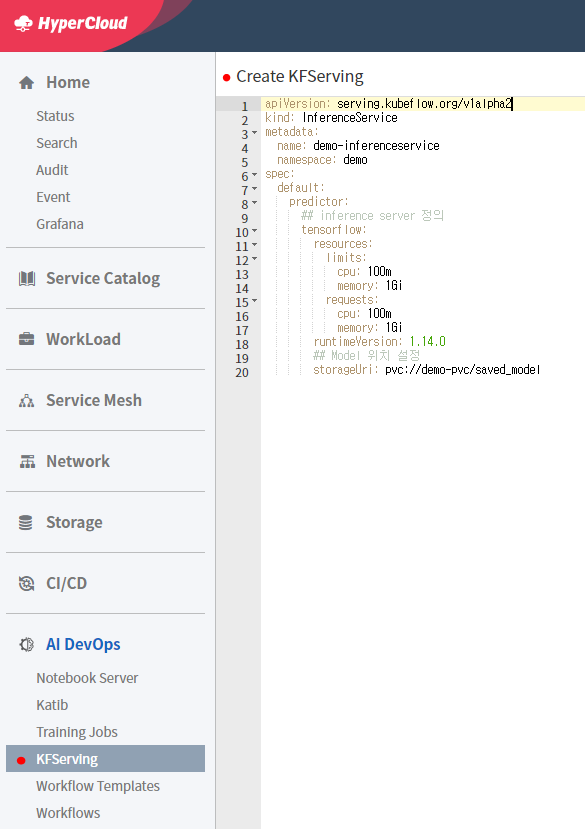 HyperCloud
Home
Status
Search
Audit
Event
Grafana
Service Catalog
WorkLoad
Service Mesh
Network
Storage
CI/CD
AI DevOps
Notebook Server
Katib
Training Jobs
KFServing
Workflow Templates
Workflows
Create KFServing
1 apiVersion: serving.kubeflow.org/v1alpha2
2 kind: InferenceService
3 metadata:
4 name: demo-inferenceservice
5 namespace: demo
6 spec:
7 default:
8 predictor:
9 ## inference server 정의
10 tensorflow:
11 resources:
12 limits:
13 cpu: 100m
14 memory: 1Gi
15 requests:
16 cpu: 100m
17 memory: 1Gi
18 runtimeVersion: 1.14.0
19 ## Model 위치 설정
20 storageUri: pvc://demo-pvc/saved_model